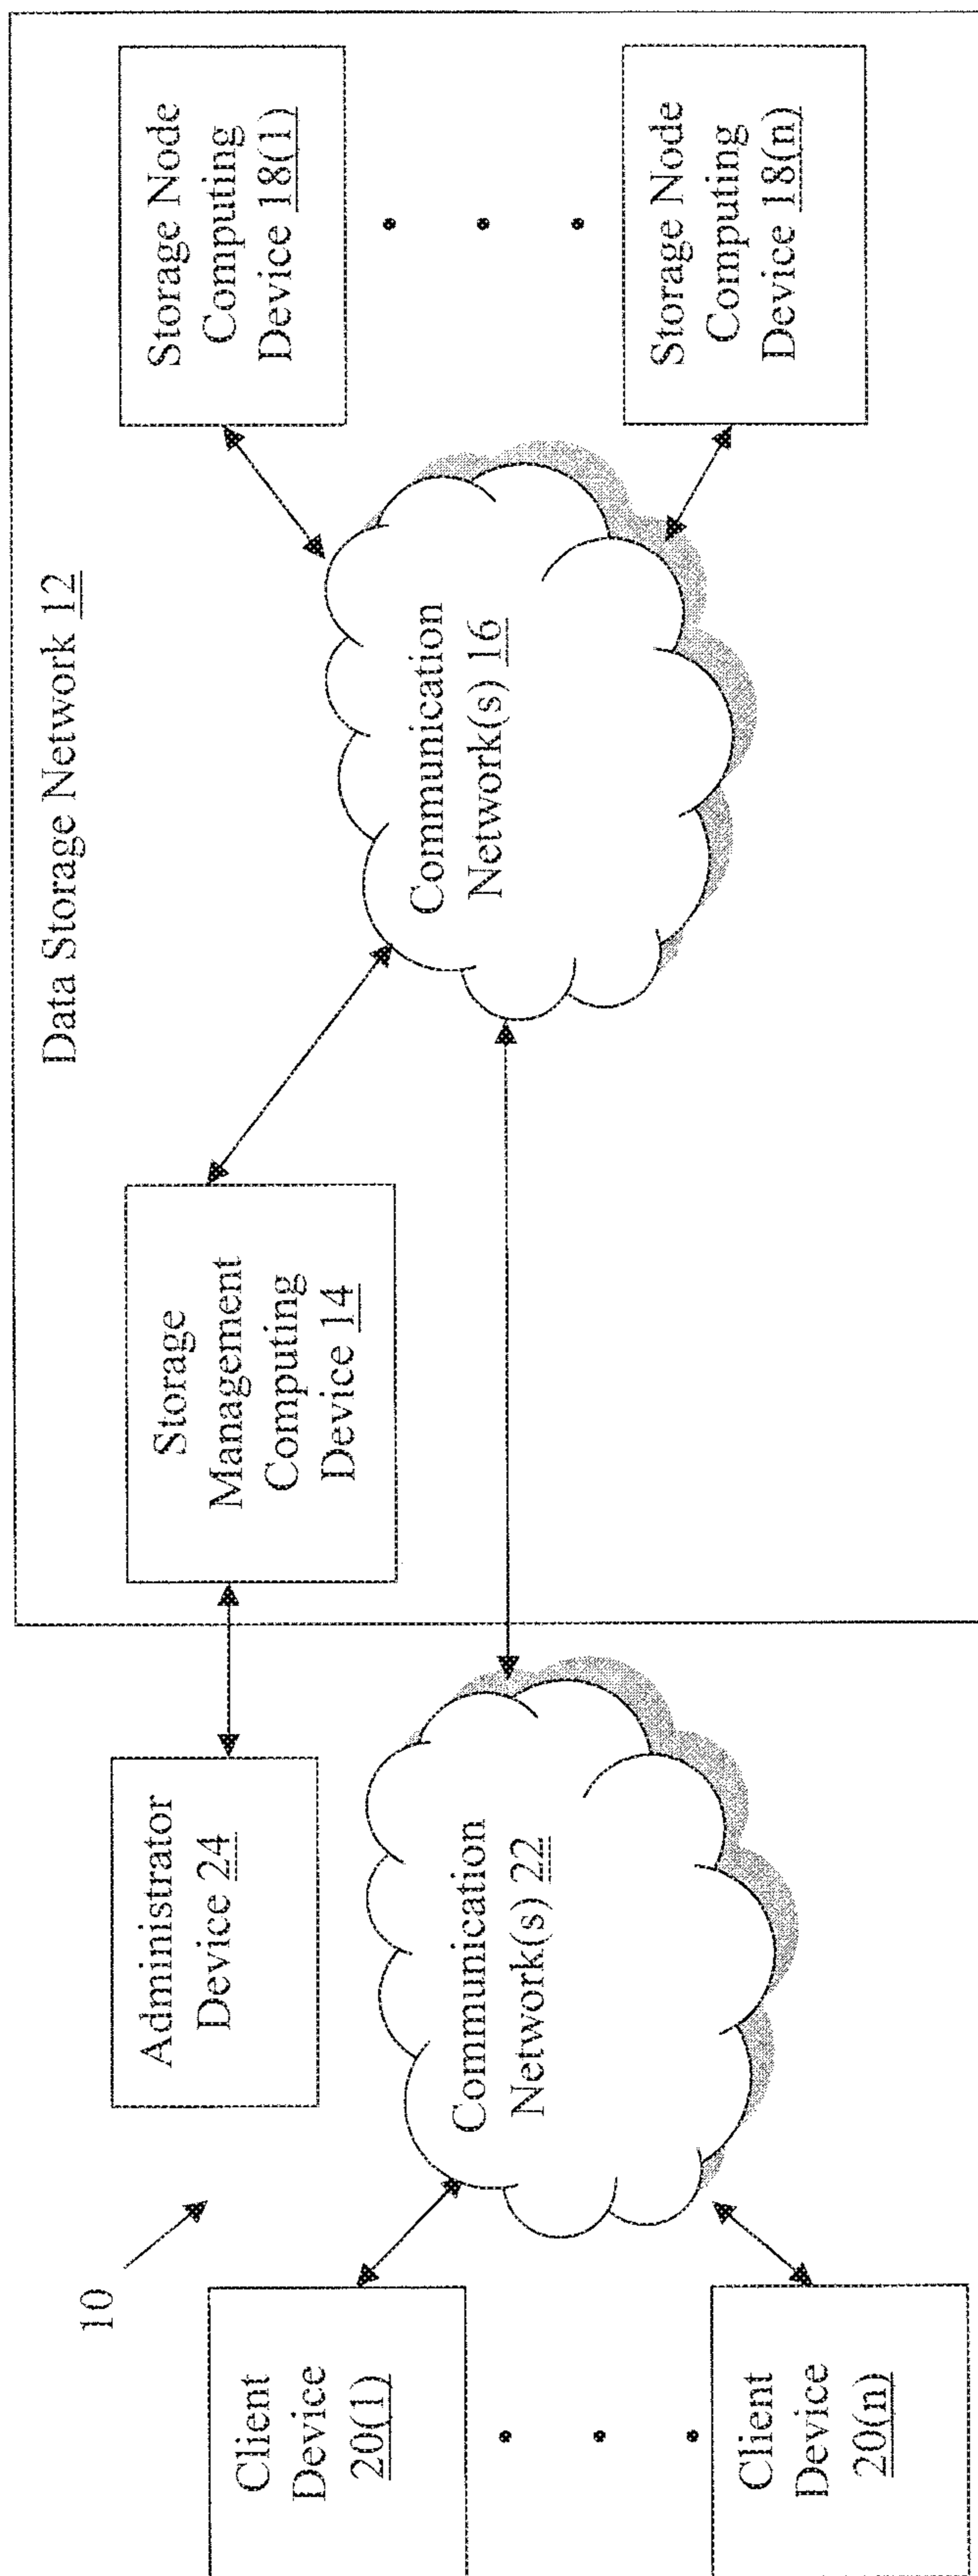 10
Client
Device
20(1)
Client
Device
20(n)
Administrator
Device 24
Communication
Network(s) 22
Data Storage Network 12
Storage
Management
Computing
Device 14
Communication
Network(s) 16
Storage Node
Computing
Device 18(1)
Storage Node
Computing
Device 18(n)